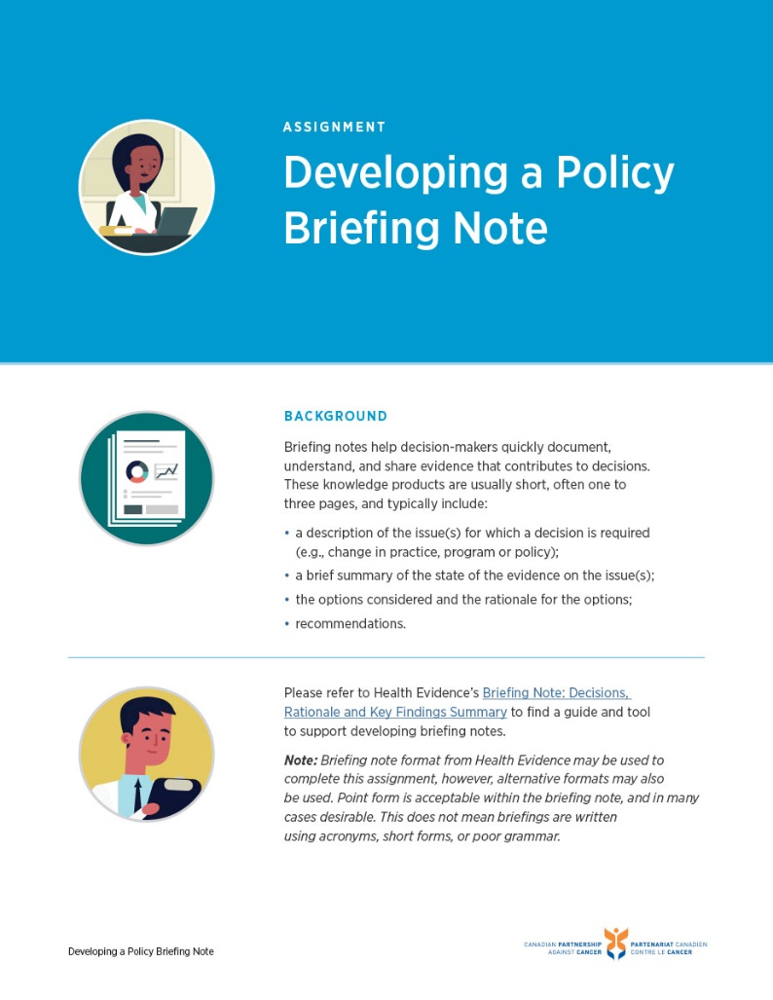 ASSIGNMENT
Developing a Policy
Briefing Note
BACKGROUND
Briefing notes help decision-makers quickly document,
understand, and share evidence that contributes to decisions.
These knowledge products are usually short, often one to
three pages, and typically include:
• a description of the issue(s) for which a decision is required
(e.g., change in practice, program or policy);
• a brief summary of the state of the evidence on the issue(s);
• the options considered and the rationale for the options;
• recommendations.
Please refer to Health Evidence’s Briefing Note: Decisions,
Rationale and Key Findings Summary to find a guide and tool
to support developing briefing notes.
Note: Briefing note format from Health Evidence may be used to
complete this assignment, however, alternative formats may also
be used. Point form is acceptable within the briefing note, and in many
cases desirable. This does not mean briefings are written
using acronyms, short forms, or poor grammar.
Developing a Policy Briefing Note
CANADIAN PARTNERSHIP
AGAINST CANCER
PARTENARIAT CANADIEN
CONTRE LE CANCER